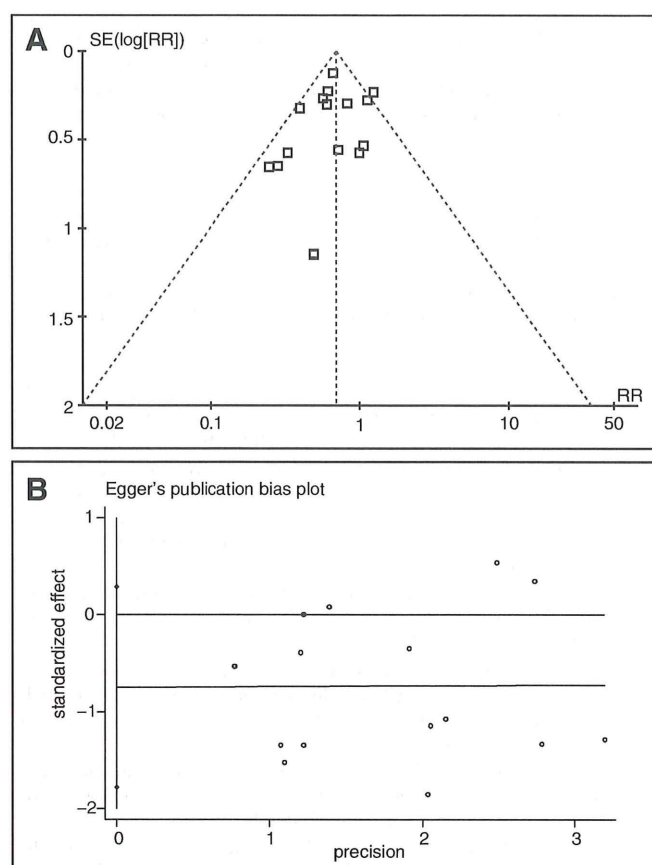 A
SE(log[RR])
0
0.5
1
1.5
2
0.02
0.1
1
10
50
RR
B
Egger's publication bias plot
1
0
−1
−2
standardized effect
0
1
2
3
precision